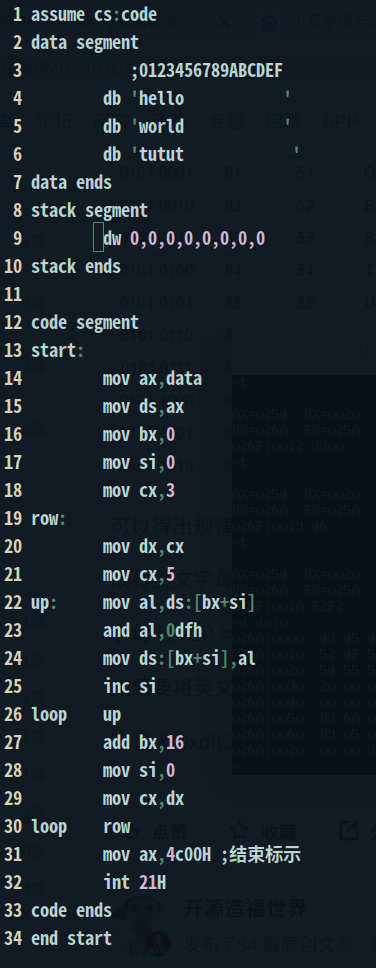 1 assume cs:code
2 data segment
3 ;0123456789ABCDEF
4 db 'hello '
5 db 'world '
6 db 'tutut '
7 data ends
8 stack segment
9 dw 0,0,0,0,0,0,0,0
10 stack ends
11
12 code segment
13 start:
14 mov ax,data
15 mov ds,ax
16 mov bx,0
17 mov si,0
18 mov cx,3
19 row:
20 mov dx,cx
21 mov cx,5
22 up: mov al,ds:[bx+si]
23 and al,0dfh
24 mov ds:[bx+si],al
25 inc si
26 loop up
27 add bx,16
28 mov si,0
29 mov cx,dx
30 loop row
31 mov ax,4c00H ;结束标示
32 int 21H
33 code ends
34 end start